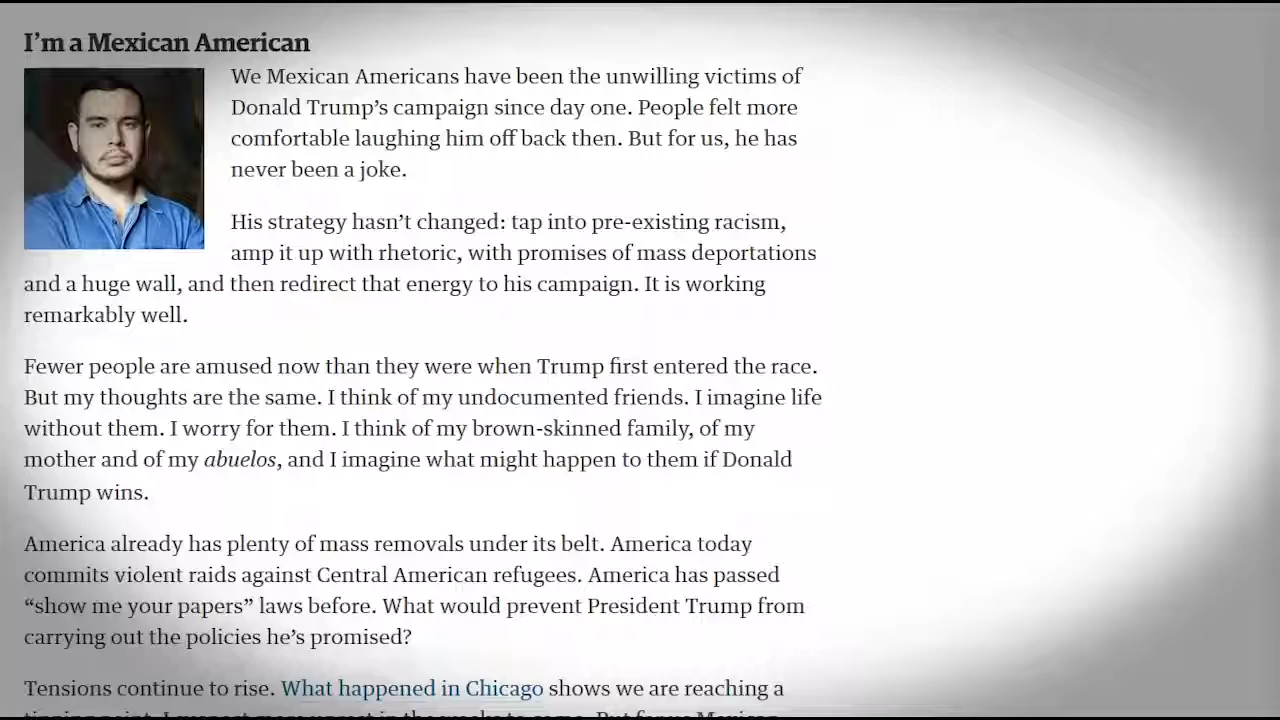 I'm a Mexican American
We Mexican Americans have been the unwilling victims of
Donald Trump's campaign since day one. People felt more
comfortable laughing him off back then. But for us, he has
never been a joke.
His strategy hasn't changed: tap into pre-existing racism,
amp it up with rhetoric, with promises of mass deportations
and a huge wall, and then redirect that energy to his campaign. It is working
remarkably well.
Fewer people are amused now than they were when Trump first entered the race.
But my thoughts are the same. I think of my undocumented friends. I imagine life
without them. I worry for them. I think of my brown-skinned family, of my
mother and of my abuelos, and I imagine what might happen to them if Donald
Trump wins.
America already has plenty of mass removals under its belt. America today
commits violent raids against Central American refugees. America has passed
“show me your papers” laws before. What would prevent President Trump from
carrying out the policies he's promised?
Tensions continue to rise. What happened in Chicago shows we are reaching a